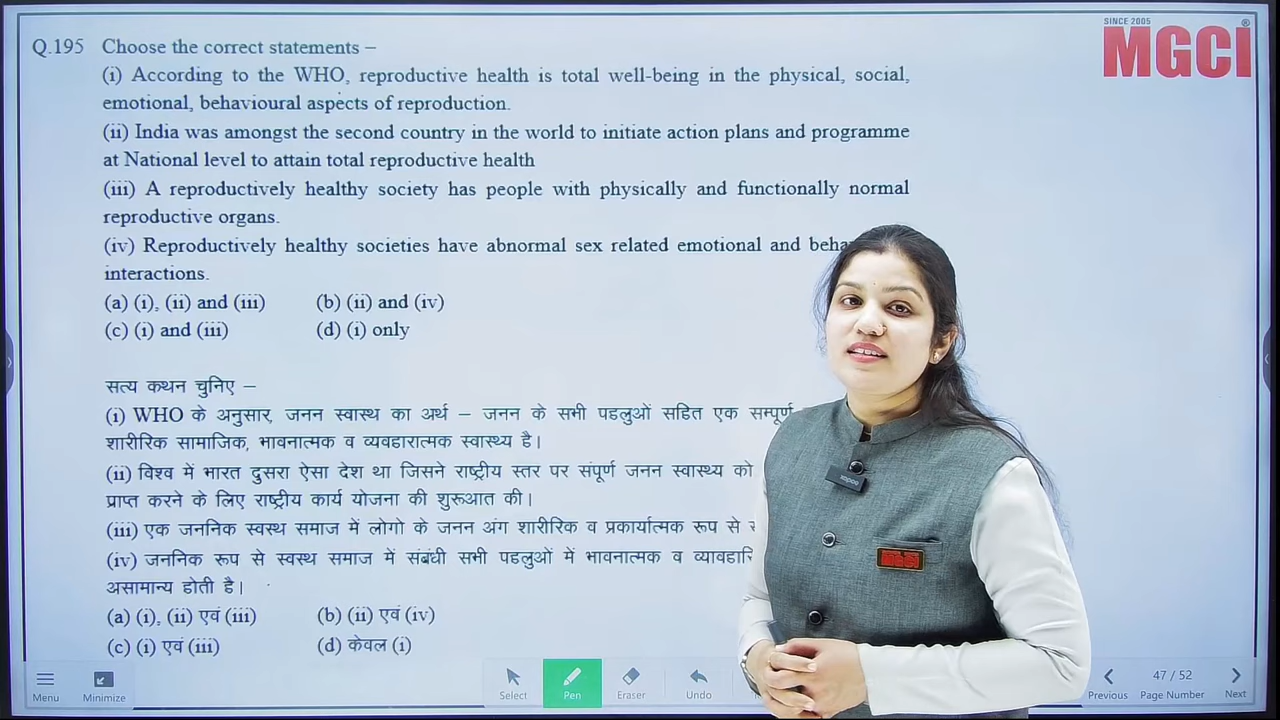 SINCE 2005
MGCI®
Q.195 Choose the correct statements –
(i) According to the WHO, reproductive health is total well-being in the physical, social,
emotional, behavioural aspects of reproduction.
(ii) India was amongst the second country in the world to initiate action plans and programme
at National level to attain total reproductive health
(iii) A reproductively healthy society has people with physically and functionally normal
reproductive organs.
(iv) Reproductively healthy societies have abnormal sex related emotional and
interactions.
(a) (i), (ii) and (iii) (b) (ii) and (iv)
(c) (i) and (iii) (d) (i) only
सत्य कथन चुनिए –
(i) WHO के अनुसार, जनन स्वास्थ का अर्थ – जनन के सभी पहलुओं सहित एक सम्पूर्ण
शारीरिक सामाजिक, भावनात्मक व व्यवहारात्मक स्वास्थ्य है।
(ii) विश्व में भारत दुसरा ऐसा देश था जिसने राष्ट्रीय स्तर पर संपूर्ण जनन स्वास्थ्य को
प्राप्त करने के लिए राष्ट्रीय कार्य योजना की शुरूआत की।
(iii) एक जननिक स्वस्थ समाज में लोगो के जनन अंग शारीरिक व प्रकार्यात्मक रूप से
(iv) जननिक रूप से स्वस्थ समाज में संबंधी सभी पहलुओं में भावनात्मक व
असामान्य होती है।
(a) (i), (ii) एवं (iii) (b) (ii) एवं (iv)
(c) (i) एवं (iii) (d) केवल (i)
Menu Minimize Select Pen Eraser Undo Previous 47 / 52 Page Number Next